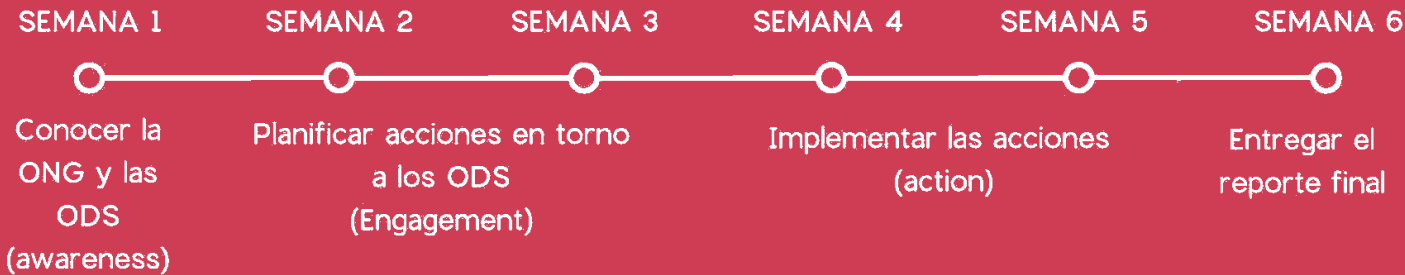 SEMANA 1
SEMANA 2
SEMANA 3
SEMANA 4
SEMANA 5
SEMANA 6
Conocer la
ONG y las
ODS
(awareness)
Planificar acciones en torno
a los ODS
(Engagement)
Implementar las acciones
(action)
Entregar el
reporte final